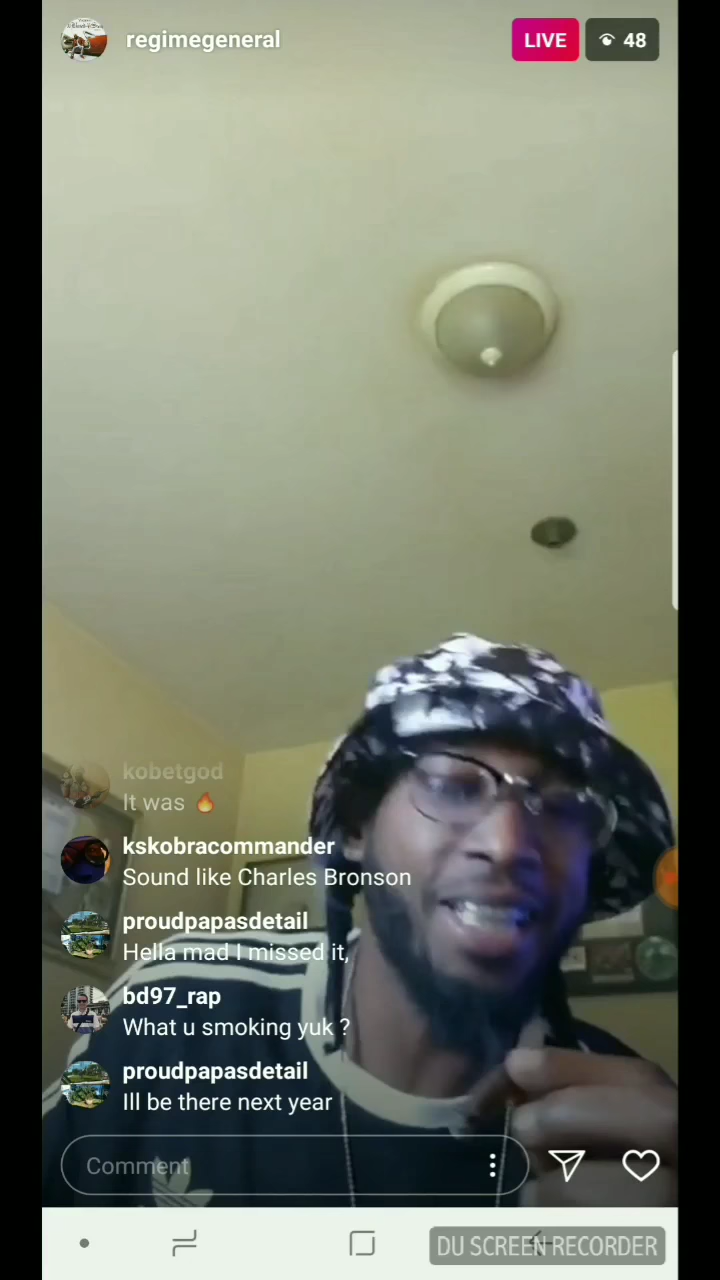 regimegeneral
LIVE
48
kobetgod
It was 🔥
kskobracommander
Sound like Charles Bronson
proudpapasdetail
Hella mad I missed it,
bd97_rap
What u smoking yuk ?
proudpapasdetail
Ill be there next year
Comment
DU SCREEN RECORDER